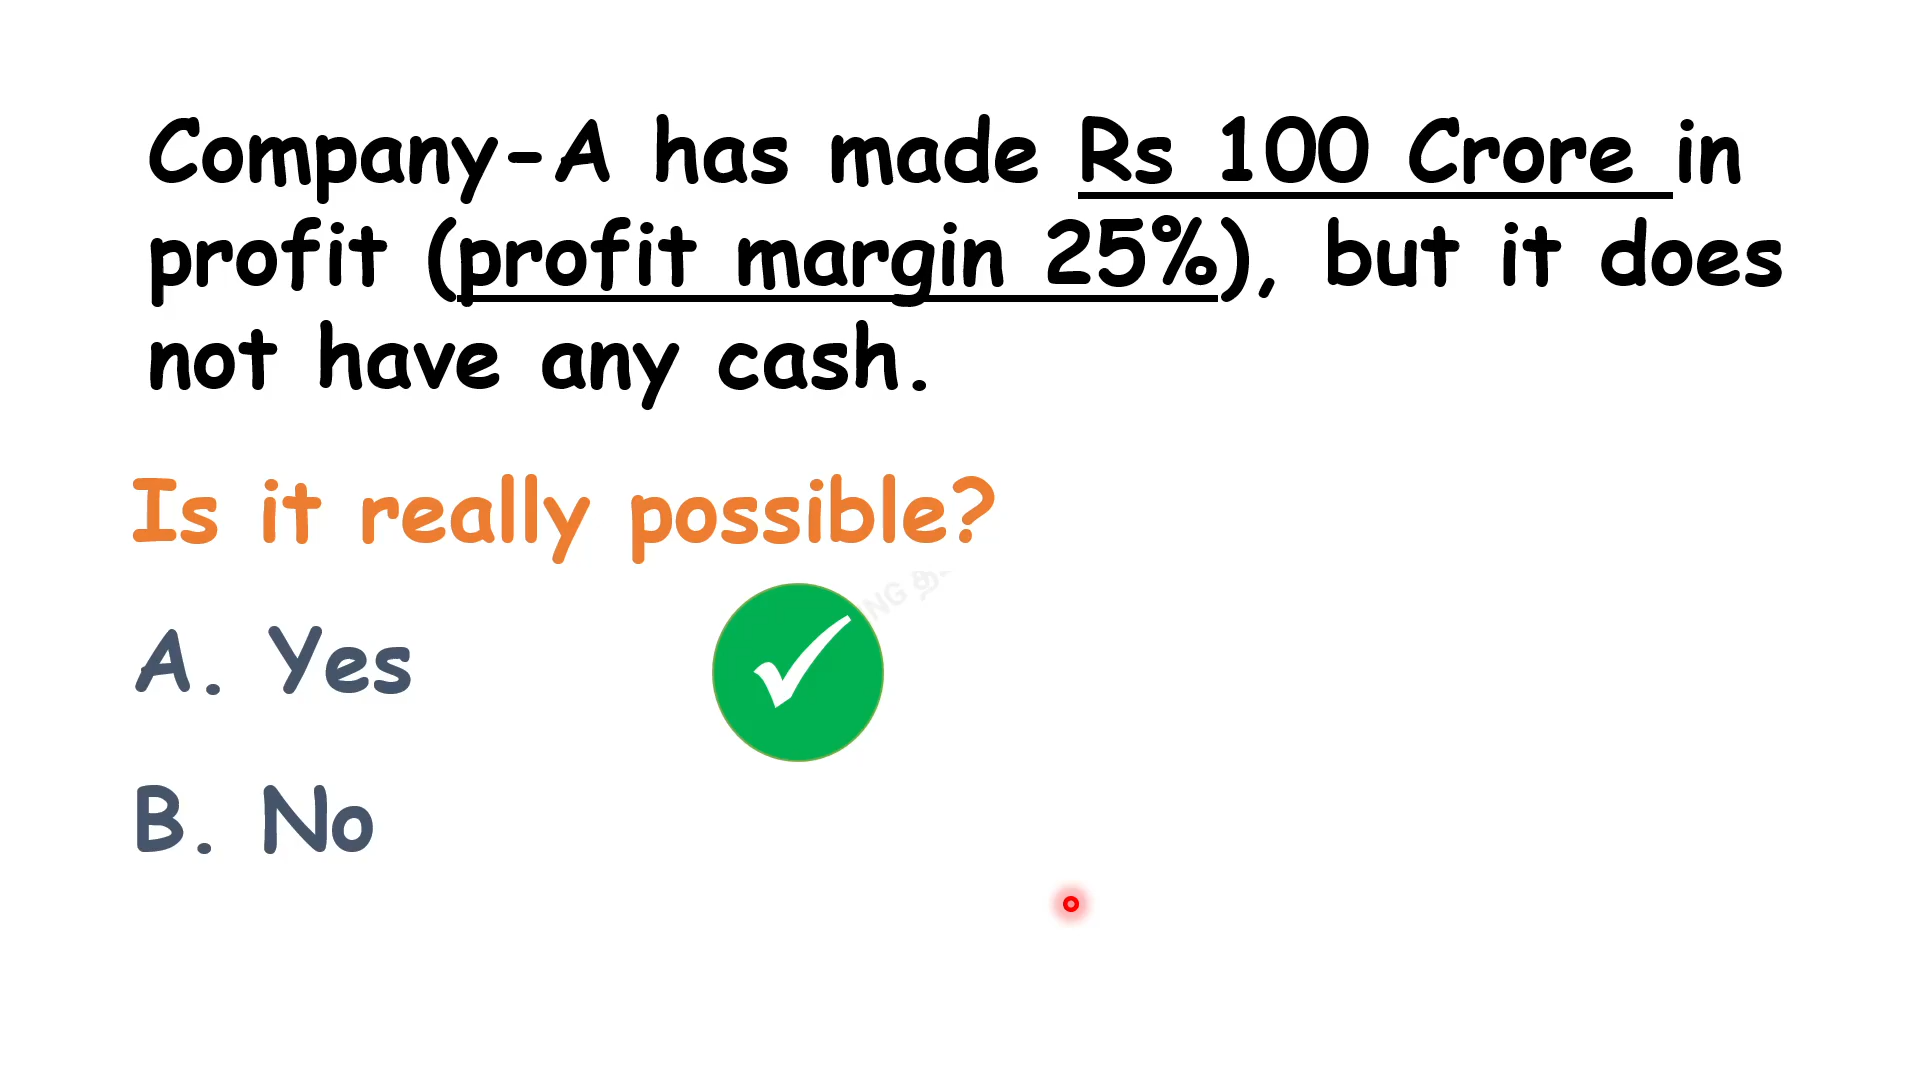 Company-A has made Rs 100 Crore in
profit (profit margin 25%), but it does
not have any cash.
Is it really possible?
A. Yes
B. No